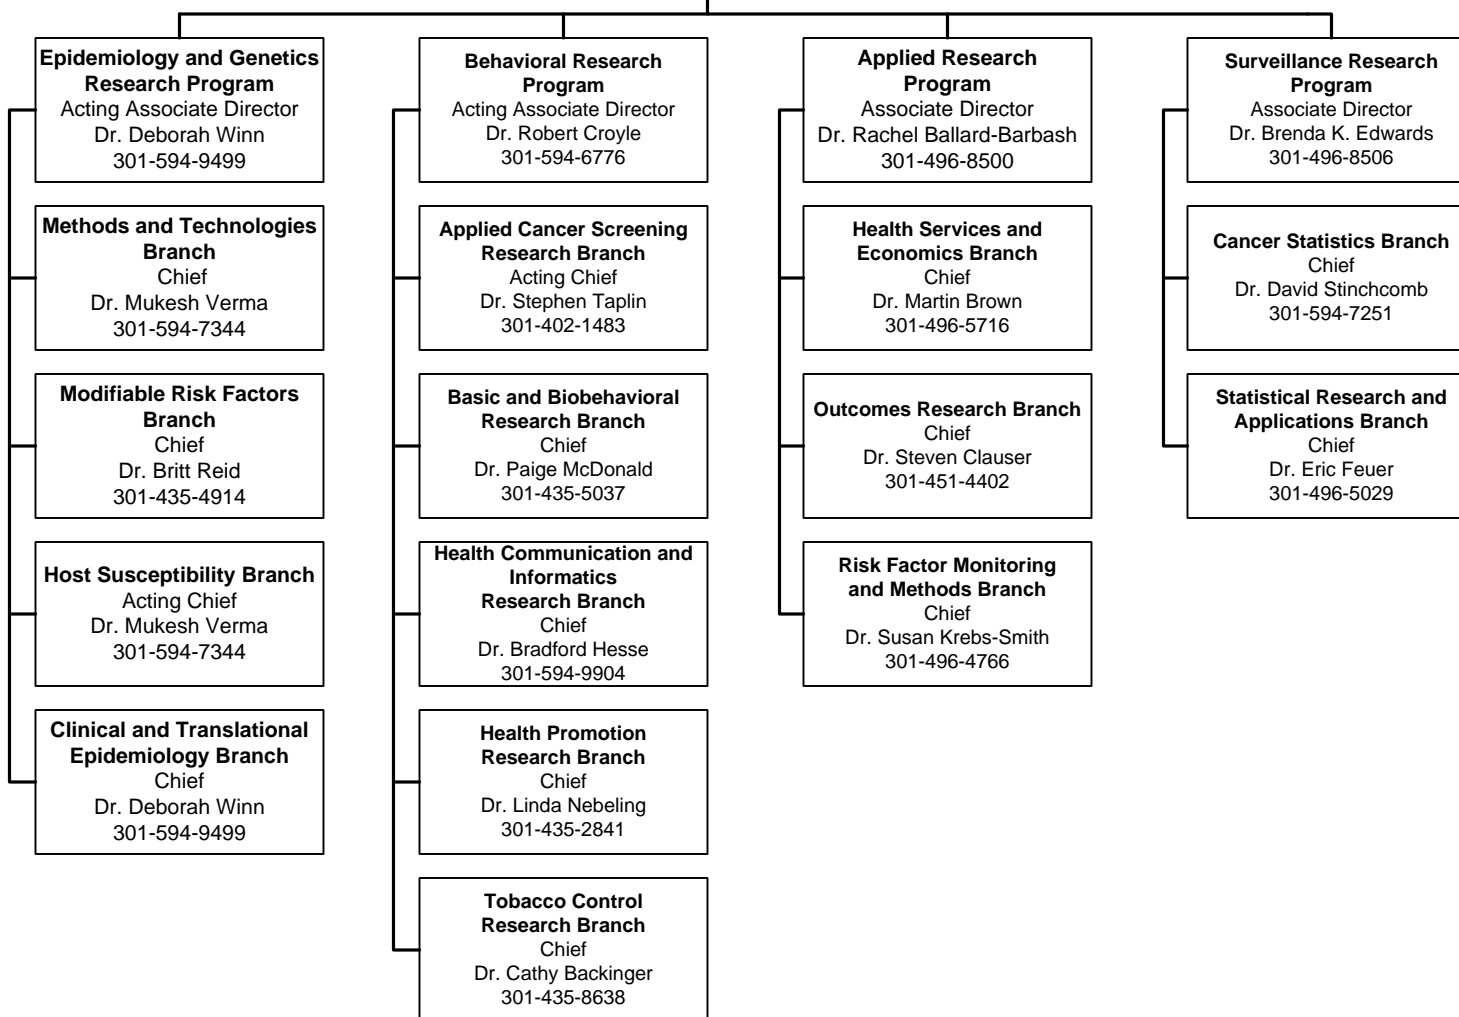 Epidemiology and Genetics
Research Program
Acting Associate Director
Dr. Deborah Winn
301-594-9499
Methods and Technologies
Branch
Chief
Dr. Mukesh Verma
301-594-7344
Modifiable Risk Factors
Branch
Chief
Dr. Britt Reid
301-435-4914
Host Susceptibility Branch
Acting Chief
Dr. Mukesh Verma
301-594-7344
Clinical and Translational
Epidemiology Branch
Chief
Dr. Deborah Winn
301-594-9499
Behavioral Research
Program
Acting Associate Director
Dr. Robert Croyle
301-594-6776
Applied Cancer Screening
Research Branch
Acting Chief
Dr. Stephen Taplin
301-402-1483
Basic and Biobehavioral
Research Branch
Chief
Dr. Paige McDonald
301-435-5037
Health Communication and
Informatics
Research Branch
Chief
Dr. Bradford Hesse
301-594-9904
Health Promotion
Research Branch
Chief
Dr. Linda Nebeling
301-435-2841
Tobacco Control
Research Branch
Chief
Dr. Cathy Backinger
301-435-8638
Applied Research
Program
Associate Director
Dr. Rachel Ballard-Barbash
301-496-8500
Health Services and
Economics Branch
Chief
Dr. Martin Brown
301-496-5716
Outcomes Research Branch
Chief
Dr. Steven Clauser
301-451-4402
Risk Factor Monitoring
and Methods Branch
Chief
Dr. Susan Krebs-Smith
301-496-4766
Surveillance Research
Program
Associate Director
Dr. Brenda K. Edwards
301-496-8506
Cancer Statistics Branch
Chief
Dr. David Stinchcomb
301-594-7251
Statistical Research and
Applications Branch
Chief
Dr. Eric Feuer
301-496-5029